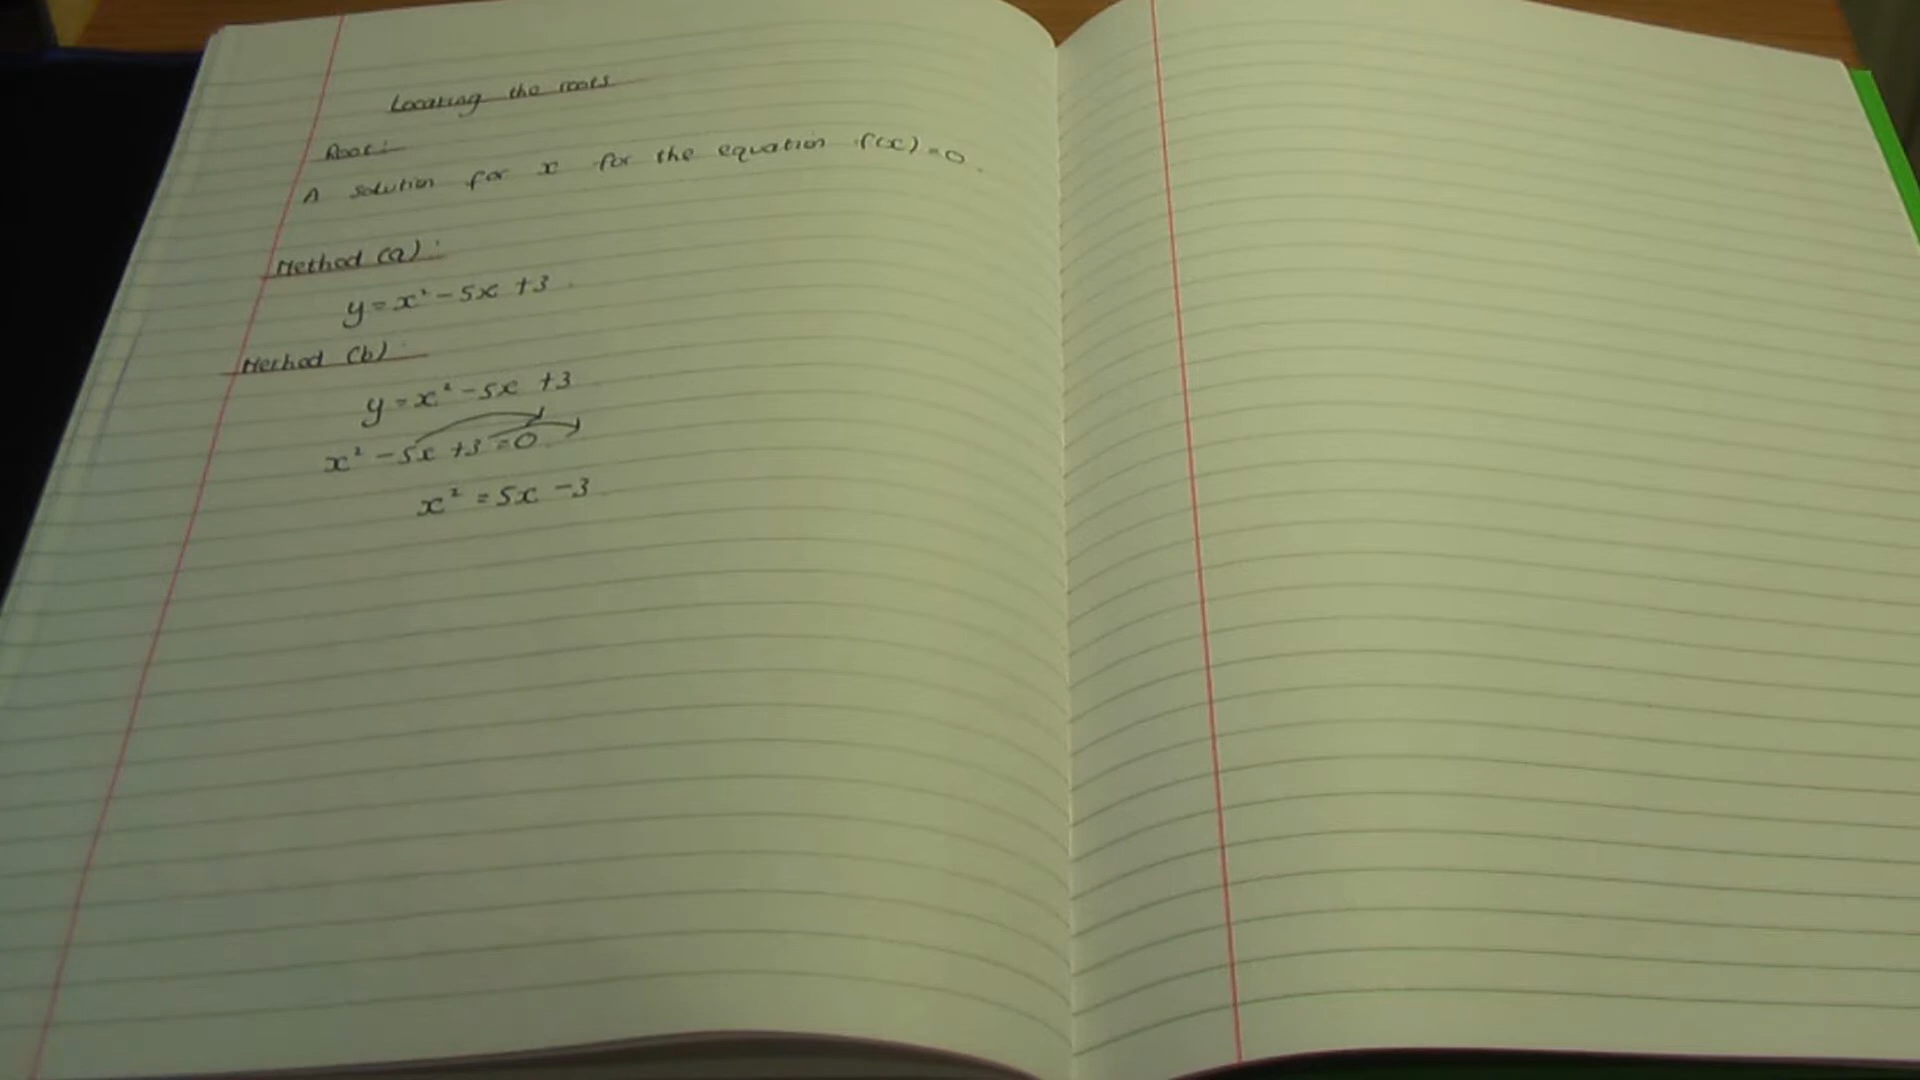 Locating the roots
Root:
A solution for x for the equation f(x)=0.
Method (a):
y = x² - 5x + 3
Method (b)
y = x² - 5x + 3
x² - 5x + 3 = 0
x² = 5x - 3